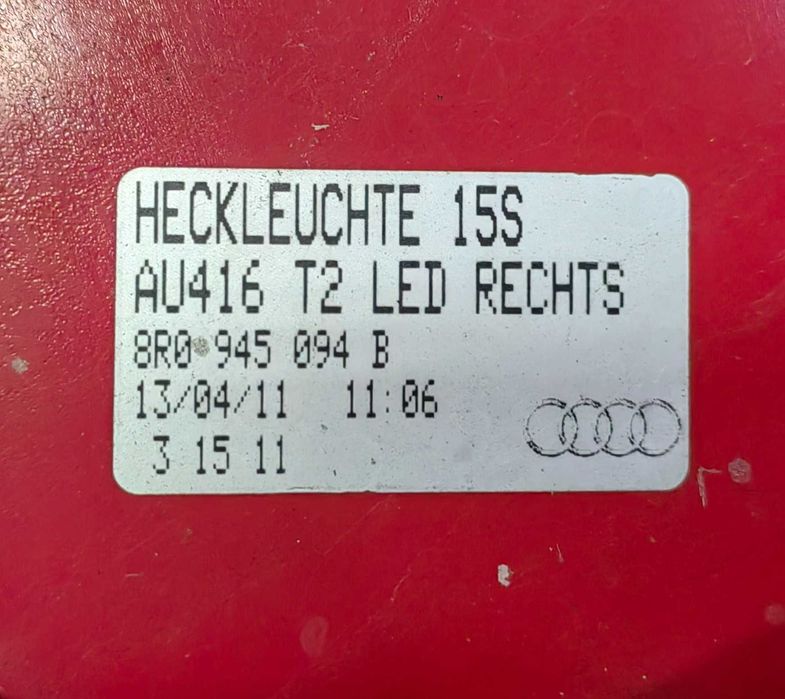 HECKLEUCHTE 15S
AU416 T2 LED RECHTS
8R0 945 094 B
13/04/11 11:06
3 15 11